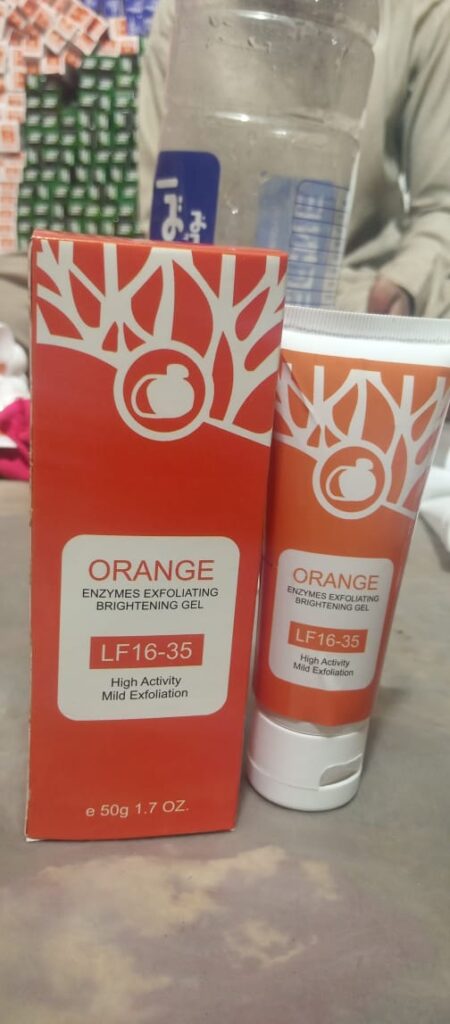 ORANGE
ENZYMES EXFOLIATING
BRIGHTENING GEL
LF16-35
High Activity
Mild Exfoliation
e 50g 1.7 OZ.
ORANGE
ENZYMES EXFOLIATING
BRIGHTENING GEL
LF16-35
High Activity
Mild Exfoliation